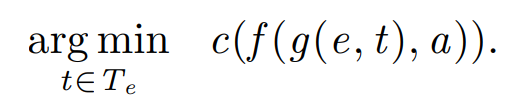 arg min c(f(g(e, t), a)).
t∈T_e